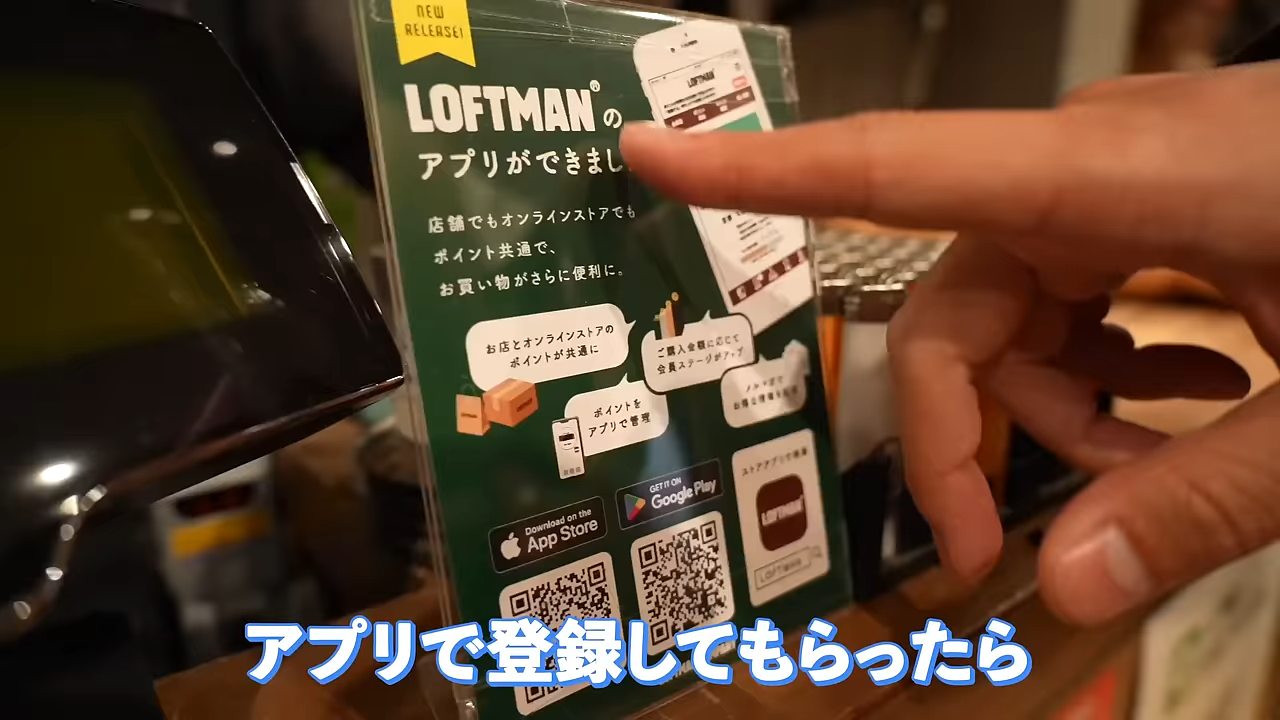 NEW
RELEASE!
LOFTMAN®の
アプリができまし
店舗でもオンラインストアでも
ポイント共通で、
お買い物がさらに便利に。
お店とオンラインストアの
ポイントが共通に
ご購入金額に応じて
会員ステージがアップ
ポイントを
アプリで管理
Download on the
App Store
GET IT ON
Google Play
ストアアプリで検索
LOFTMAN
LOFTMAN
LOFTMAN
アプリで登録してもらったら